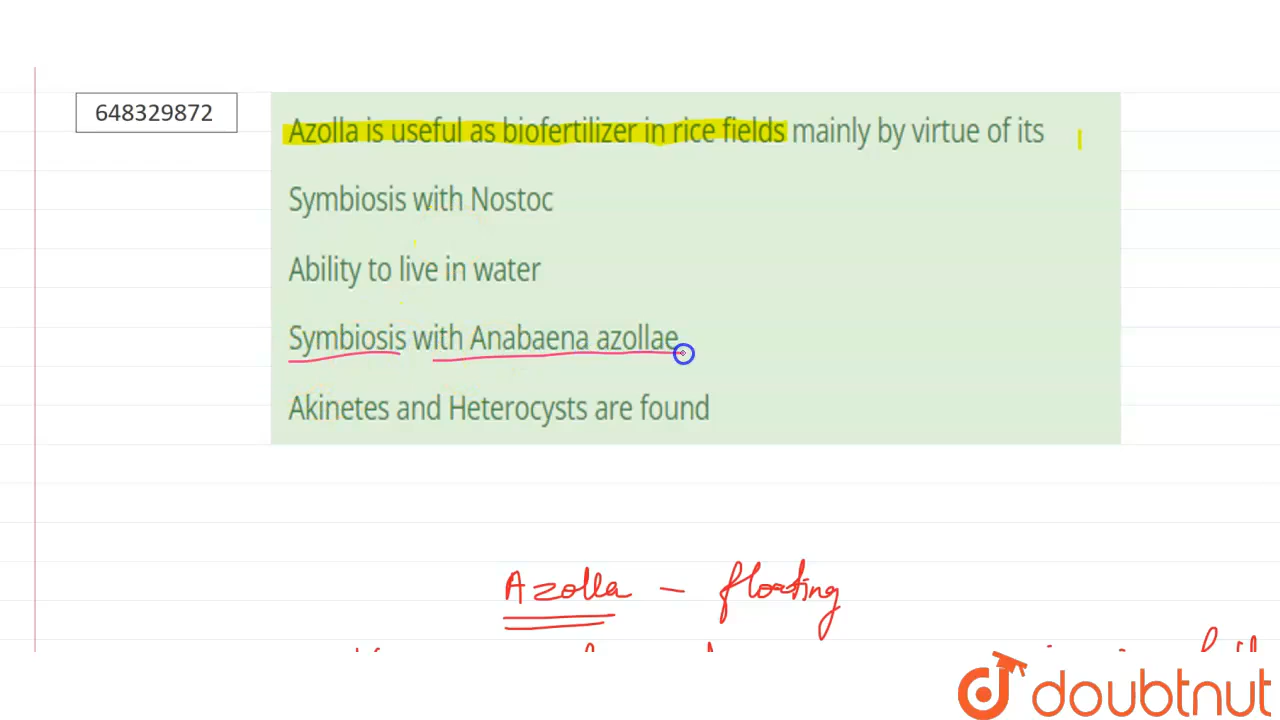 648329872
Azolla is useful as biofertilizer in rice fields mainly by virtue of its
Symbiosis with Nostoc
Ability to live in water
Symbiosis with Anabaena azollae
Akinetes and Heterocysts are found
Azolla - floating
doubtnut